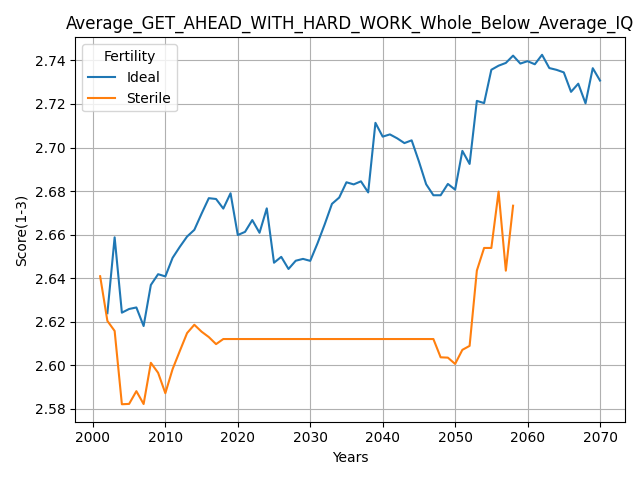 Average_GET_AHEAD_WITH_HARD_WORK_Whole_Below_Average_IQ
Fertility
Ideal
Sterile
2.74
2.72
2.70
2.68
2.66
2.64
2.62
2.60
2.58
Score(1-3)
2000 2010 2020 2030 2040 2050 2060 2070
Years